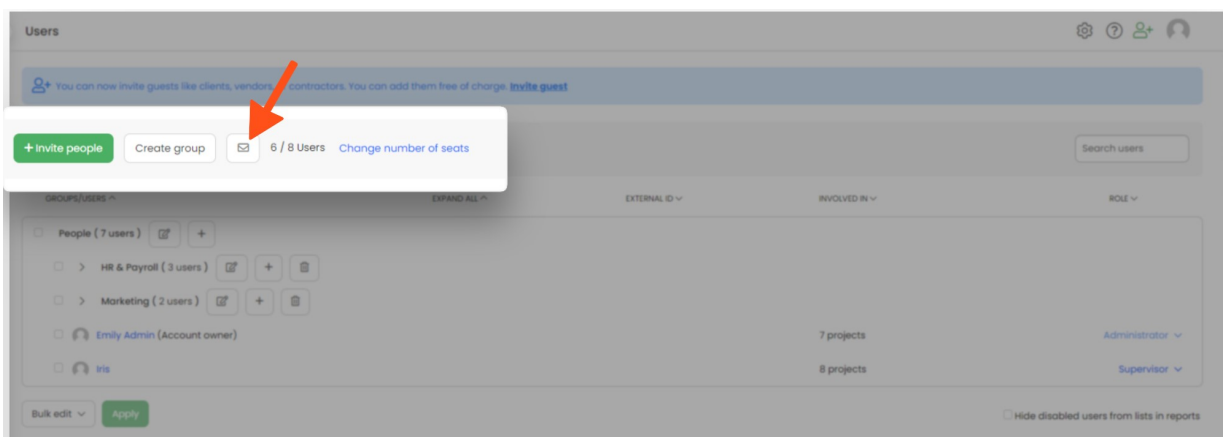 Users
You can now invite guests like clients, vendors, contractors. You can add them free of charge. Invite guest
+ Invite people Create group 6 / 8 Users Change number of seats Search users
GROUPS/USERS EXPAND ALL EXTERNAL ID INVOLVED IN ROLE
People ( 7 users ) +
HR & Payroll ( 3 users ) +
Marketing ( 2 users ) +
Emily Admin (Account owner) 7 projects Administrator
Iris 8 projects Supervisor
Bulk edit Apply Hide disabled users from lists in reports